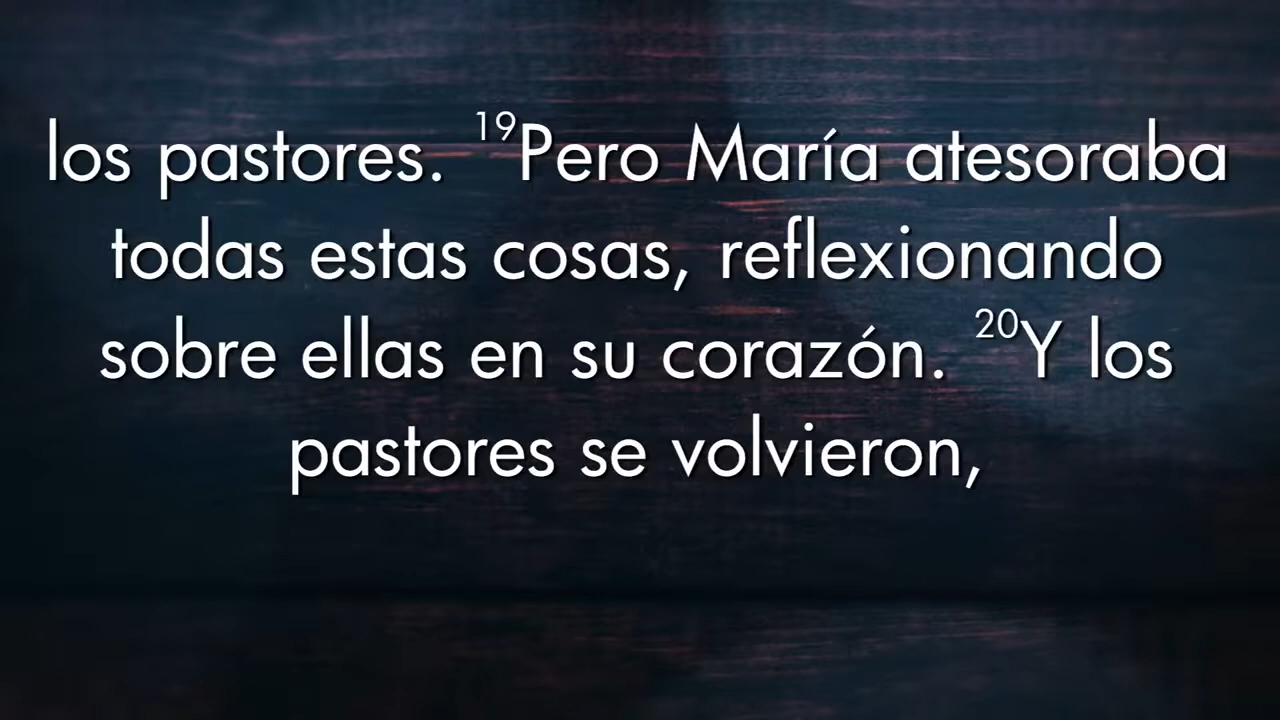 los pastores. ¹⁹Pero María atesoraba
todas estas cosas, reflexionando
sobre ellas en su corazón. ²⁰Y los
pastores se volvieron,